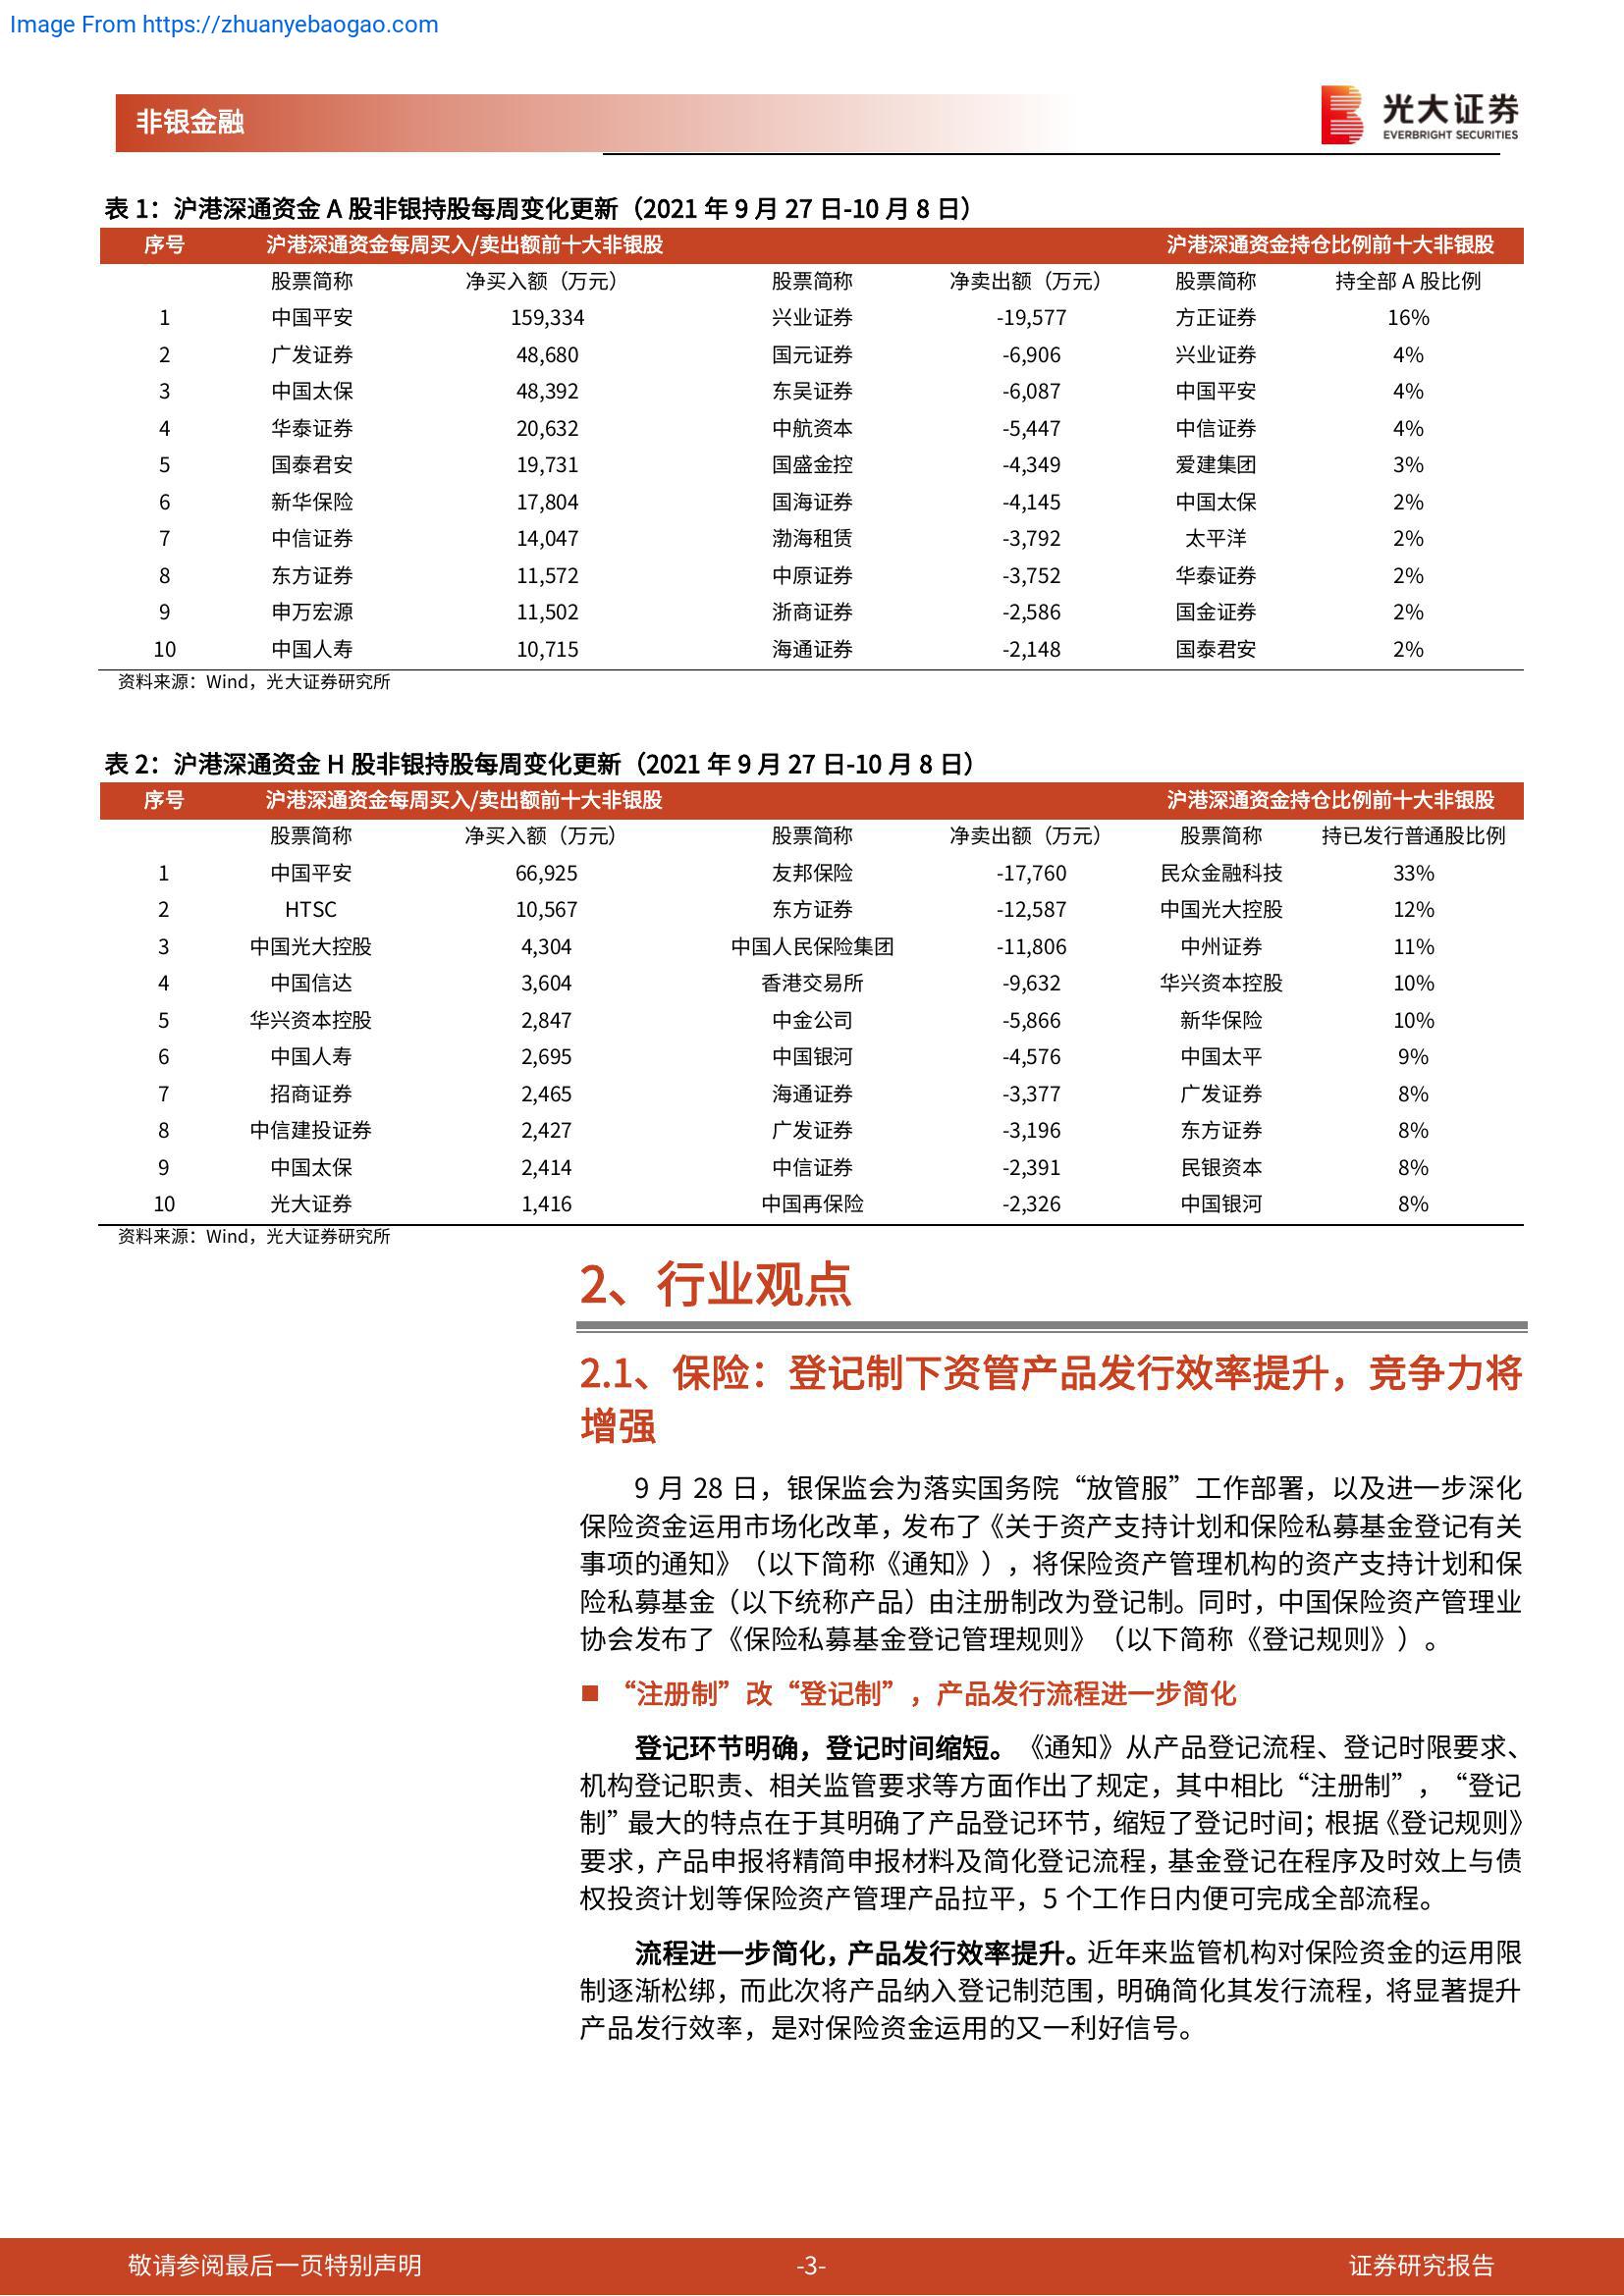 Image From https://zhuanyebaogao.com
非银金融
光大证券
EVERBRIGHT SECURITIES
表 1：沪港深通资金 A 股非银持股每周变化更新（2021 年 9 月 27 日-10 月 8 日）
序号 沪港深通资金每周买入/卖出额前十大非银股 沪港深通资金持仓比例前十大非银股
股票简称 净买入额（万元） 股票简称 净卖出额（万元） 股票简称 持全部 A 股比例
1 中国平安 159,334 兴业证券 -19,577 方正证券 16%
2 广发证券 48,680 国元证券 -6,906 兴业证券 4%
3 中国太保 48,392 东吴证券 -6,087 中国平安 4%
4 华泰证券 20,632 中航资本 -5,447 中信证券 4%
5 国泰君安 19,731 国盛金控 -4,349 爱建集团 3%
6 新华保险 17,804 国海证券 -4,145 中国太保 2%
7 中信证券 14,047 渤海租赁 -3,792 太平洋 2%
8 东方证券 11,572 中原证券 -3,752 华泰证券 2%
9 申万宏源 11,502 浙商证券 -2,586 国金证券 2%
10 中国人寿 10,715 海通证券 -2,148 国泰君安 2%
资料来源：Wind，光大证券研究所
表 2：沪港深通资金 H 股非银持股每周变化更新（2021 年 9 月 27 日-10 月 8 日）
序号 沪港深通资金每周买入/卖出额前十大非银股 沪港深通资金持仓比例前十大非银股
股票简称 净买入额（万元） 股票简称 净卖出额（万元） 股票简称 持已发行普通股比例
1 中国平安 66,925 友邦保险 -17,760 民众金融科技 33%
2 HTSC 10,567 东方证券 -12,587 中国光大控股 12%
3 中国光大控股 4,304 中国人民保险集团 -11,806 中州证券 11%
4 中国信达 3,604 香港交易所 -9,632 华兴资本控股 10%
5 华兴资本控股 2,847 中金公司 -5,866 新华保险 10%
6 中国人寿 2,695 中国银河 -4,576 中国太平 9%
7 招商证券 2,465 海通证券 -3,377 广发证券 8%
8 中信建投证券 2,427 广发证券 -3,196 东方证券 8%
9 中国太保 2,414 中信证券 -2,391 民银资本 8%
10 光大证券 1,416 中国再保险 -2,326 中国银河 8%
资料来源：Wind，光大证券研究所
2、行业观点
2.1、保险：登记制下资管产品发行效率提升，竞争力将
增强
9 月 28 日，银保监会为落实国务院“放管服”工作部署，以及进一步深化
保险资金运用市场化改革，发布了《关于资产支持计划和保险私募基金登记有关
事项的通知》（以下简称《通知》），将保险资产管理机构的资产支持计划和保
险私募基金（以下统称产品）由注册制改为登记制。同时，中国保险资产管理业
协会发布了《保险私募基金登记管理规则》（以下简称《登记规则》）。
■ “注册制”改“登记制”，产品发行流程进一步简化
登记环节明确，登记时间缩短。《通知》从产品登记流程、登记时限要求、
机构登记职责、相关监管要求等方面作出了规定，其中相比“注册制”，“登记
制”最大的特点在于其明确了产品登记环节，缩短了登记时间；根据《登记规则》
要求，产品申报将精简申报材料及简化登记流程，基金登记在程序及时效上与债
权投资计划等保险资产管理产品拉平，5 个工作日内便可完成全部流程。
流程进一步简化，产品发行效率提升。近年来监管机构对保险资金的运用限
制逐渐松绑，而此次将产品纳入登记制范围，明确简化其发行流程，将显著提升
产品发行效率，是对保险资金运用的又一利好信号。
敬请参阅最后一页特别声明 -3- 证券研究报告